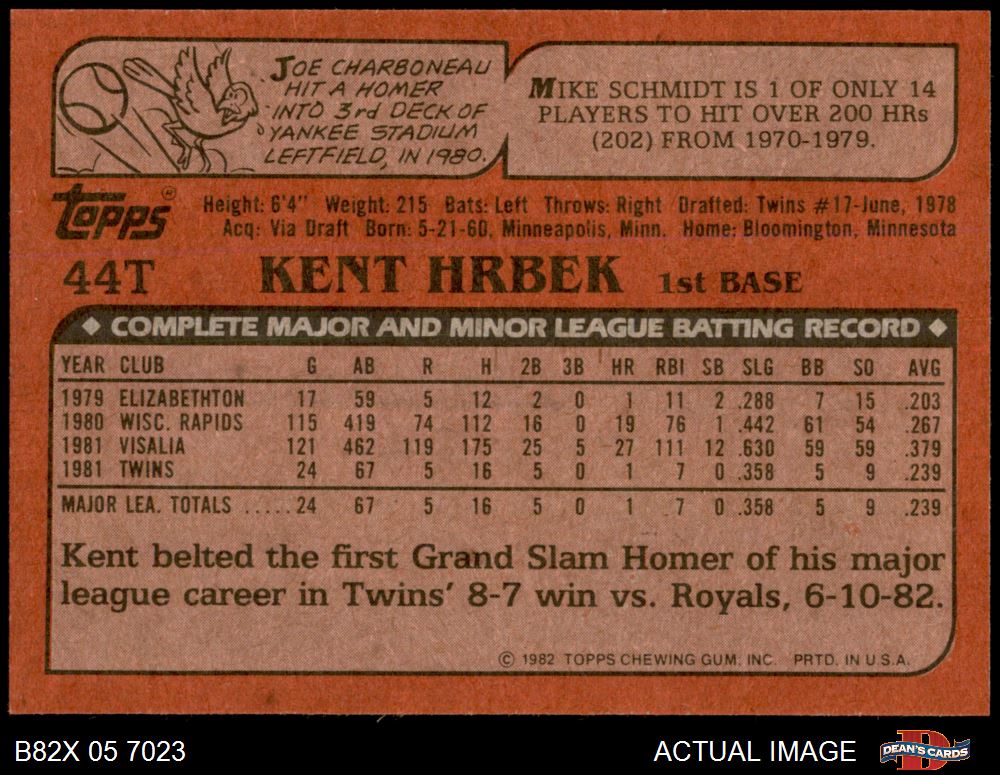 JOE CHARBONEAU
HIT A HOMER
INTO 3rd DECK OF
YANKEE STADIUM
LEFTFIELD, IN 1980.
MIKE SCHMIDT IS 1 OF ONLY 14
PLAYERS TO HIT OVER 200 HRs
(202) FROM 1970-1979.
topps®
Height: 6'4" Weight: 215 Bats: Left Throws: Right Drafted: Twins #17-June, 1978
Acq: Via Draft Born: 5-21-60, Minneapolis, Minn. Home: Bloomington, Minnesota
44T KENT HRBEK 1st BASE
◆ COMPLETE MAJOR AND MINOR LEAGUE BATTING RECORD ◆
YEAR CLUB G AB R H 2B 3B HR RBI SB SLG BB SO AVG
1979 ELIZABETHTON 17 59 5 12 2 0 1 11 2 .288 7 15 .203
1980 WISC. RAPIDS 115 419 74 112 16 0 19 76 1 .442 61 54 .267
1981 VISALIA 121 462 119 175 25 5 27 111 12 .630 59 59 .379
1981 TWINS 24 67 5 16 5 0 1 7 0 .358 5 9 .239
MAJOR LEA. TOTALS .....24 67 5 16 5 0 1 7 0 .358 5 9 .239
Kent belted the first Grand Slam Homer of his major
league career in Twins' 8-7 win vs. Royals, 6-10-82.
© 1982 TOPPS CHEWING GUM, INC. PRTD. IN U.S.A.
B82X 05 7023 ACTUAL IMAGE DEAN'S CARDS